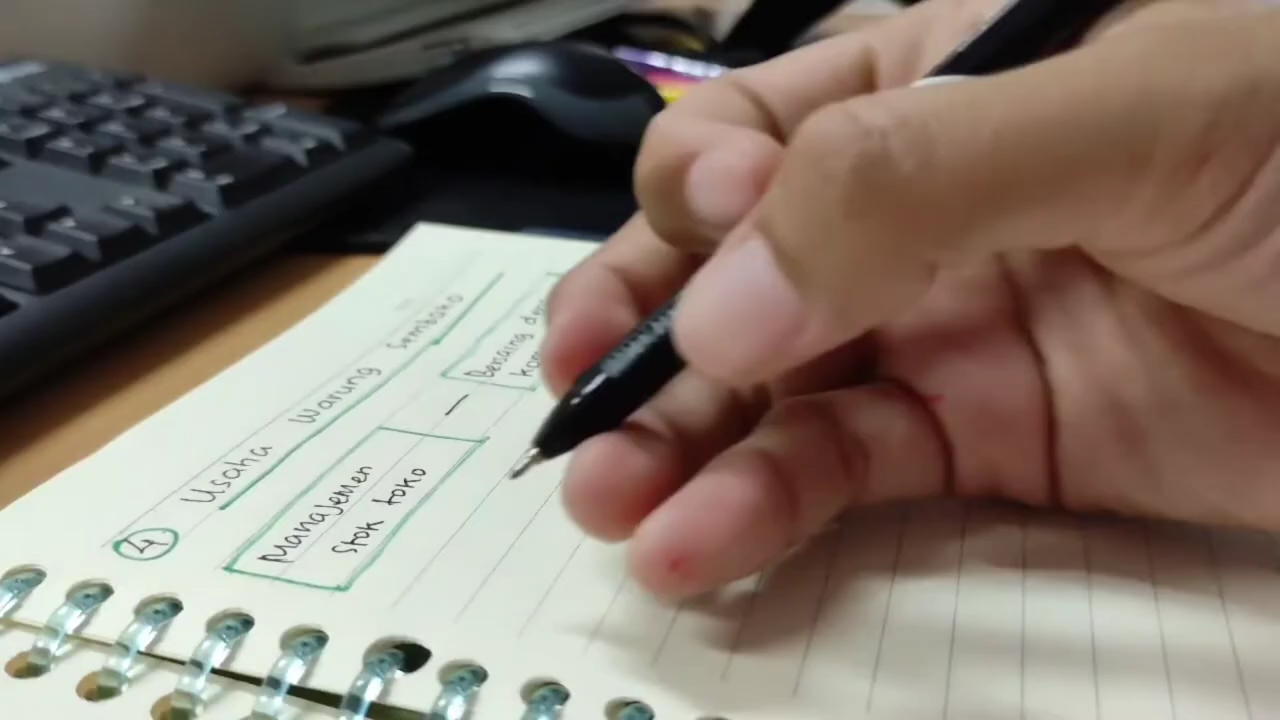 4 Usaha Warung Sembako
Manajemen
stok toko
-
Bersaing